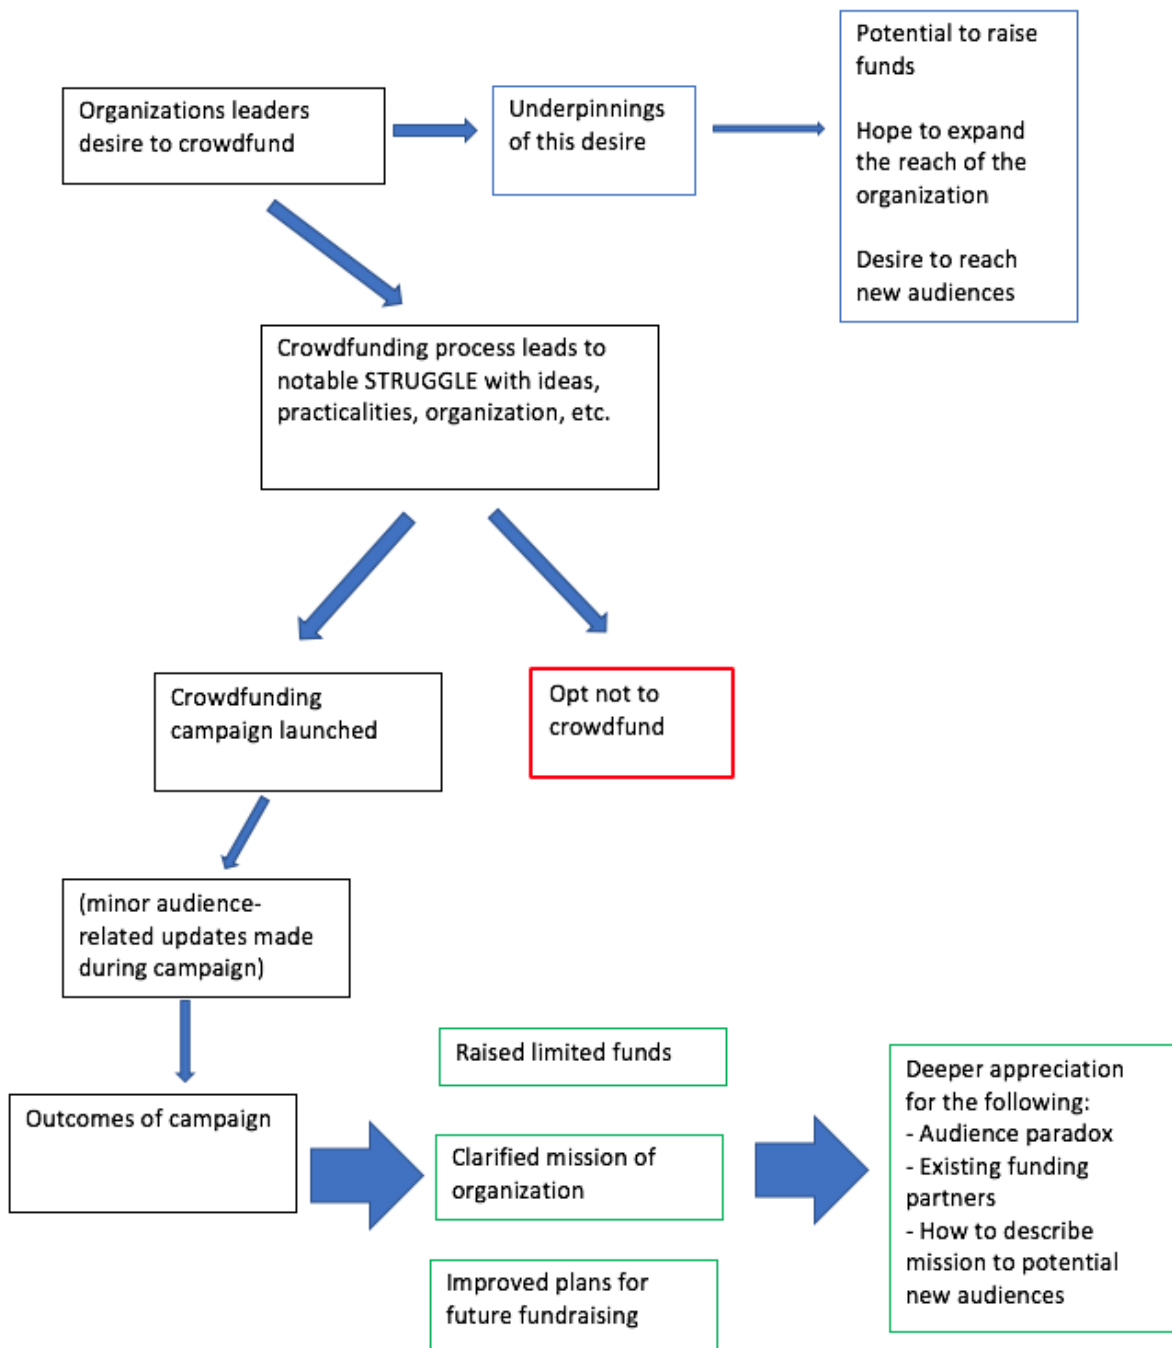 Organizations leaders
desire to crowdfund
Underpinnings
of this desire
Potential to raise
funds
Hope to expand
the reach of the
organization
Desire to reach
new audiences
Crowdfunding process leads to
notable STRUGGLE with ideas,
practicalities, organization, etc.
Crowdfunding
campaign launched
Opt not to
crowdfund
(minor audience-
related updates made
during campaign)
Outcomes of campaign
Raised limited funds
Clarified mission of
organization
Improved plans for
future fundraising
Deeper appreciation
for the following:
- Audience paradox
- Existing funding
partners
- How to describe
mission to potential
new audiences